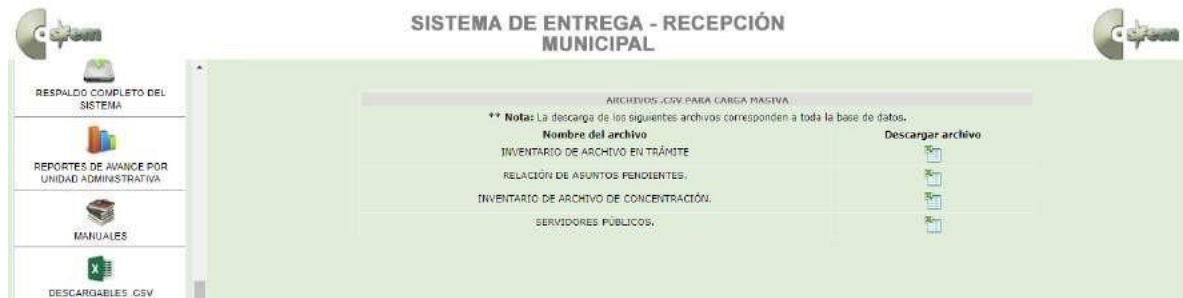 osfem
SISTEMA DE ENTREGA - RECEPCIÓN
MUNICIPAL
osfem
RESPALDO COMPLETO DEL
SISTEMA
REPORTES DE AVANCE POR
UNIDAD ADMINISTRATIVA
MANUALES
DESCARGABLES .CSV
ARCHIVOS .CSV PARA CARGA MASIVA
** Nota: La descarga de los siguientes archivos corresponden a toda la base de datos.
Nombre del archivo Descargar archivo
INVENTARIO DE ARCHIVO EN TRÁMITE
RELACIÓN DE ASUNTOS PENDIENTES.
INVENTARIO DE ARCHIVO DE CONCENTRACIÓN.
SERVIDORES PÚBLICOS.